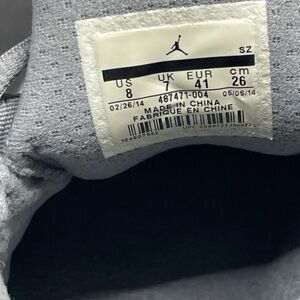 SZ
US UK EUR cm
8 7 41 26
02/26/14 487471-004 05/05/14
MADE IN CHINA
FABRIQUE EN CHINE
UPC